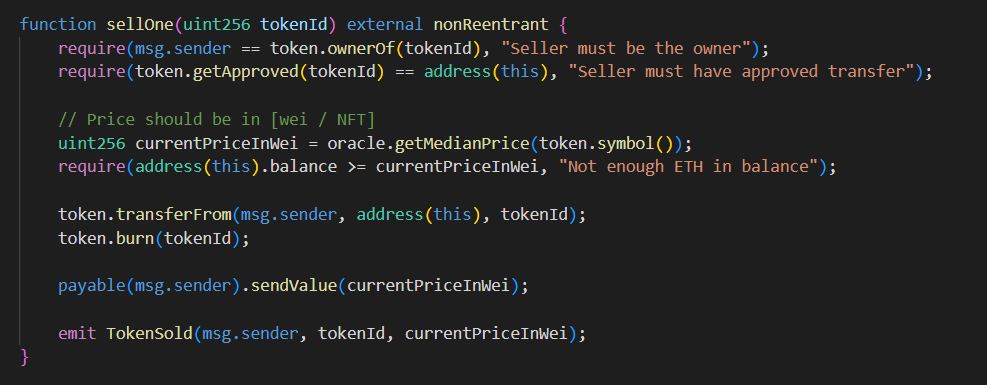 function sellOne(uint256 tokenId) external nonReentrant {
    require(msg.sender == token.ownerOf(tokenId), "Seller must be the owner");
    require(token.getApproved(tokenId) == address(this), "Seller must have approved transfer");

    // Price should be in [wei / NFT]
    uint256 currentPriceInWei = oracle.getMedianPrice(token.symbol());
    require(address(this).balance >= currentPriceInWei, "Not enough ETH in balance");

    token.transferFrom(msg.sender, address(this), tokenId);
    token.burn(tokenId);

    payable(msg.sender).sendValue(currentPriceInWei);

    emit TokenSold(msg.sender, tokenId, currentPriceInWei);
}